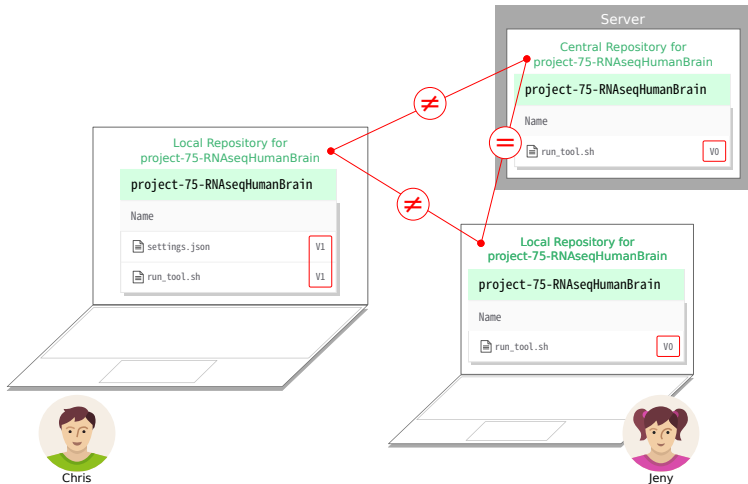 Server
Central Repository for
project-75-RNAseqHumanBrain
project-75-RNAseqHumanBrain
Name
run_tool.sh V0
≠
=
≠
Local Repository for
project-75-RNAseqHumanBrain
project-75-RNAseqHumanBrain
Name
settings.json V1
run_tool.sh V1
Local Repository for
project-75-RNAseqHumanBrain
project-75-RNAseqHumanBrain
Name
run_tool.sh V0
Chris
Jeny